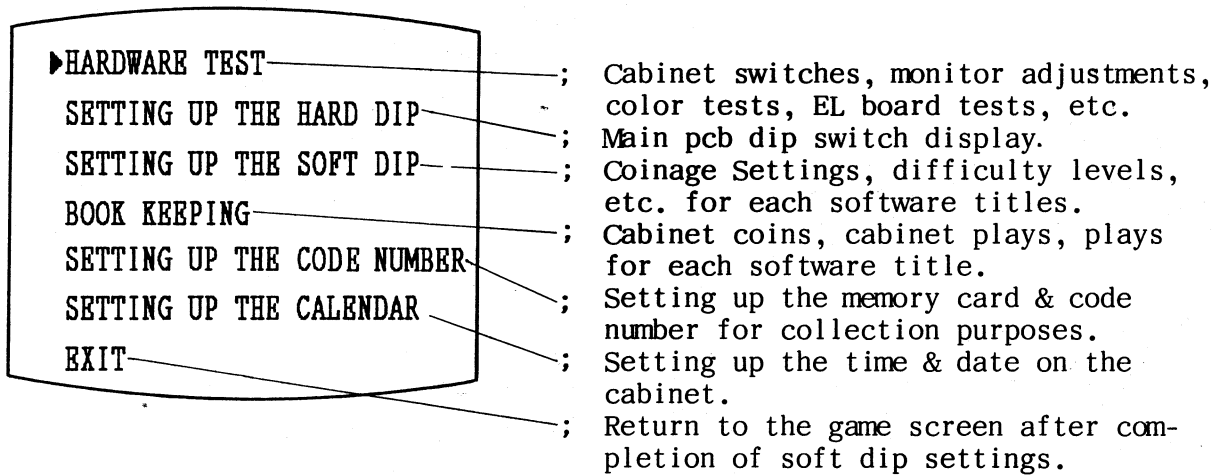 ▶HARDWARE TEST
SETTING UP THE HARD DIP
SETTING UP THE SOFT DIP
BOOK KEEPING
SETTING UP THE CODE NUMBER
SETTING UP THE CALENDAR
EXIT
; Cabinet switches, monitor adjustments,
color tests, EL board tests, etc.
; Main pcb dip switch display.
; Coinage Settings, difficulty levels,
etc. for each software titles.
; Cabinet coins, cabinet plays, plays
for each software title.
; Setting up the memory card & code
number for collection purposes.
; Setting up the time & date on the
cabinet.
; Return to the game screen after com-
pletion of soft dip settings.